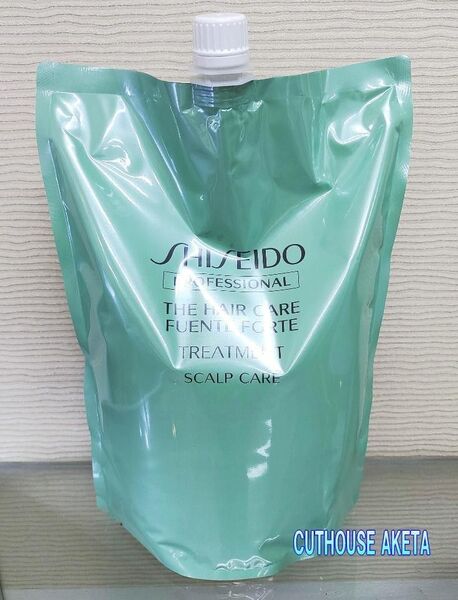 SHISEIDO
PROFESSIONAL
THE HAIR CARE
FUENTE FORTE
TREATMENT
SCALP CARE
CUTHOUSE AKETA